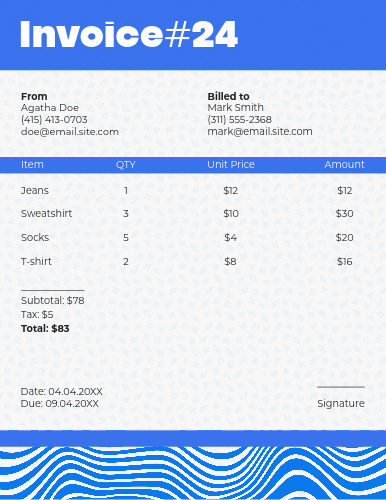 Invoice#24
From
Agatha Doe
(415) 413-0703
doe@email.site.com
Billed to
Mark Smith
(311) 555-2368
mark@email.site.com
Item QTY Unit Price Amount
Jeans 1 $12 $12
Sweatshirt 3 $10 $30
Socks 5 $4 $20
T-shirt 2 $8 $16
Subtotal: $78
Tax: $5
Total: $83
Date: 04.04.20XX
Due: 09.04.20XX
Signature